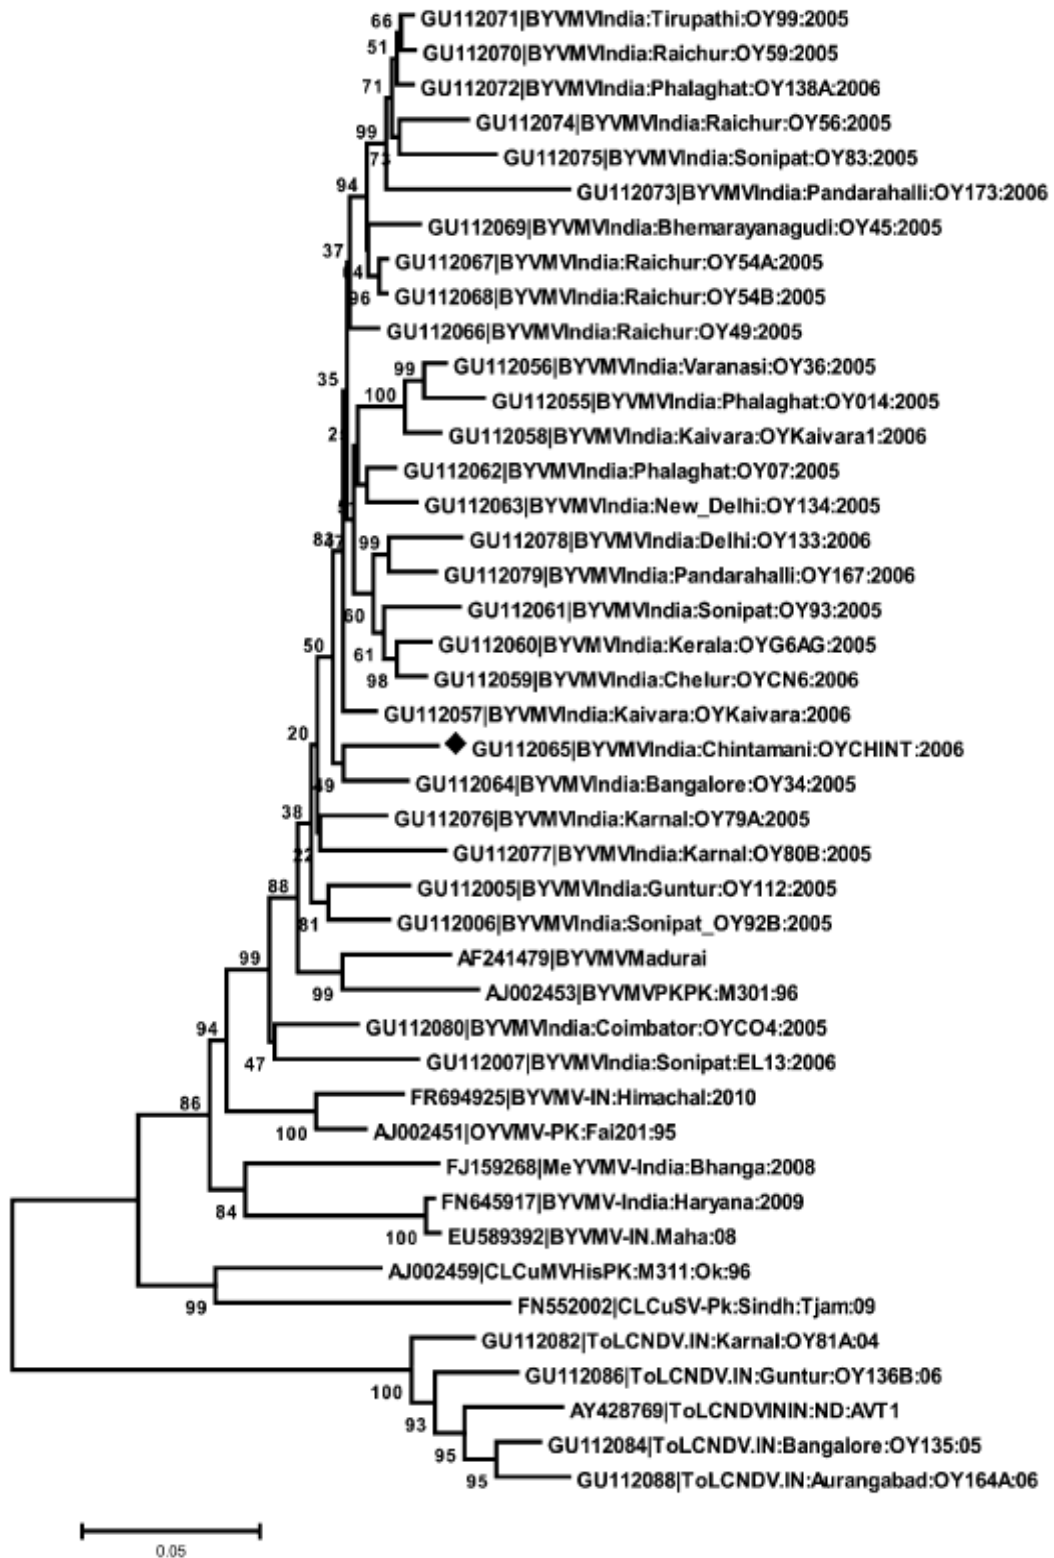 66
GU112071|BYVMVIndia:Tirupathi:OY99:2005
51
GU112070|BYVMVIndia:Raichur:OY59:2005
71
GU112072|BYVMVIndia:Phalaghat:OY138A:2006
GU112074|BYVMVIndia:Raichur:OY56:2005
99
GU112075|BYVMVIndia:Sonipat:OY83:2005
94
GU112073|BYVMVIndia:Pandarahalli:OY173:2006
GU112069|BYVMVIndia:Bhemarayanagudi:OY45:2005
37
GU112067|BYVMVIndia:Raichur:OY54A:2005
96
GU112068|BYVMVIndia:Raichur:OY54B:2005
GU112066|BYVMVIndia:Raichur:OY49:2005
99
GU112056|BYVMVIndia:Varanasi:OY36:2005
35
100
GU112055|BYVMVIndia:Phalaghat:OY014:2005
GU112058|BYVMVIndia:Kaivara:OYKaivara1:2006
GU112062|BYVMVIndia:Phalaghat:OY07:2005
GU112063|BYVMVIndia:New_Delhi:OY134:2005
99
GU112078|BYVMVIndia:Delhi:OY133:2006
GU112079|BYVMVIndia:Pandarahalli:OY167:2006
60
GU112061|BYVMVIndia:Sonipat:OY93:2005
50
61
GU112060|BYVMVIndia:Kerala:OYG6AG:2005
98
GU112059|BYVMVIndia:Chelur:OYCN6:2006
GU112057|BYVMVIndia:Kaivara:OYKaivara:2006
20
GU112065|BYVMVIndia:Chintamani:OYCHINT:2006
49
GU112064|BYVMVIndia:Bangalore:OY34:2005
38
GU112076|BYVMVIndia:Karnal:OY79A:2005
22
GU112077|BYVMVIndia:Karnal:OY80B:2005
88
GU112005|BYVMVIndia:Guntur:OY112:2005
81
GU112006|BYVMVIndia:Sonipat_OY92B:2005
99
AF241479|BYVMVMadurai
99
AJ002453|BYVMVPKPK:M301:96
94
GU112080|BYVMVIndia:Coimbator:OYCO4:2005
47
GU112007|BYVMVIndia:Sonipat:EL13:2006
86
FR694925|BYVMV-IN:Himachal:2010
100
AJ002451|OYVMV-PK:Fai201:95
FJ159268|MeYVMV-India:Bhanga:2008
84
FN645917|BYVMV-India:Haryana:2009
100
EU589392|BYVMV-IN.Maha:08
AJ002459|CLCuMVHisPK:M311:Ok:96
99
FN552002|CLCuSV-Pk:Sindh:Tjam:09
GU112082|ToLCNDV.IN:Karnal:OY81A:04
100
GU112086|ToLCNDV.IN:Guntur:OY136B:06
93
AY428769|ToLCNDVININ:ND:AVT1
95
GU112084|ToLCNDV.IN:Bangalore:OY135:05
95
GU112088|ToLCNDV.IN:Aurangabad:OY164A:06
0.05